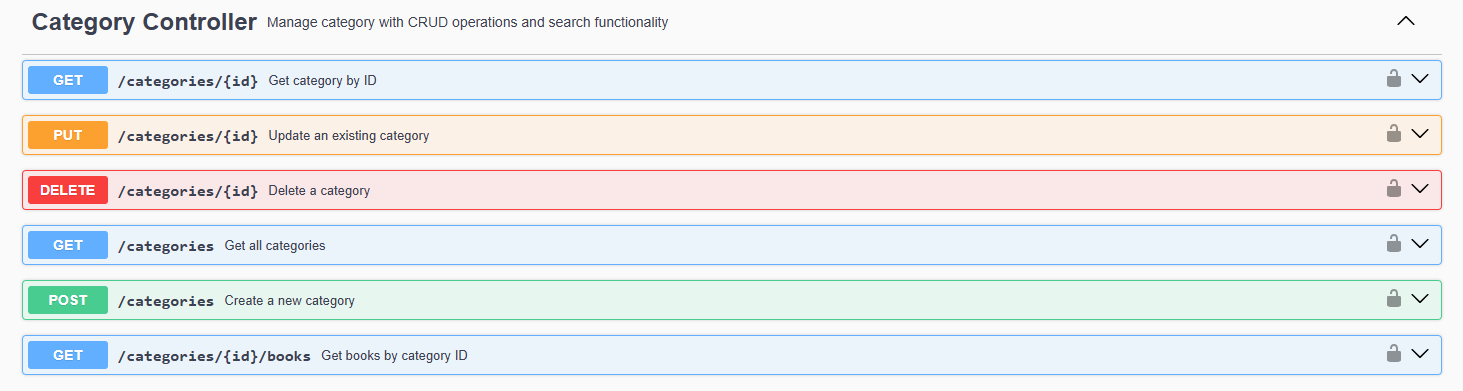 Category Controller Manage category with CRUD operations and search functionality
GET /categories/{id} Get category by ID
PUT /categories/{id} Update an existing category
DELETE /categories/{id} Delete a category
GET /categories Get all categories
POST /categories Create a new category
GET /categories/{id}/books Get books by category ID